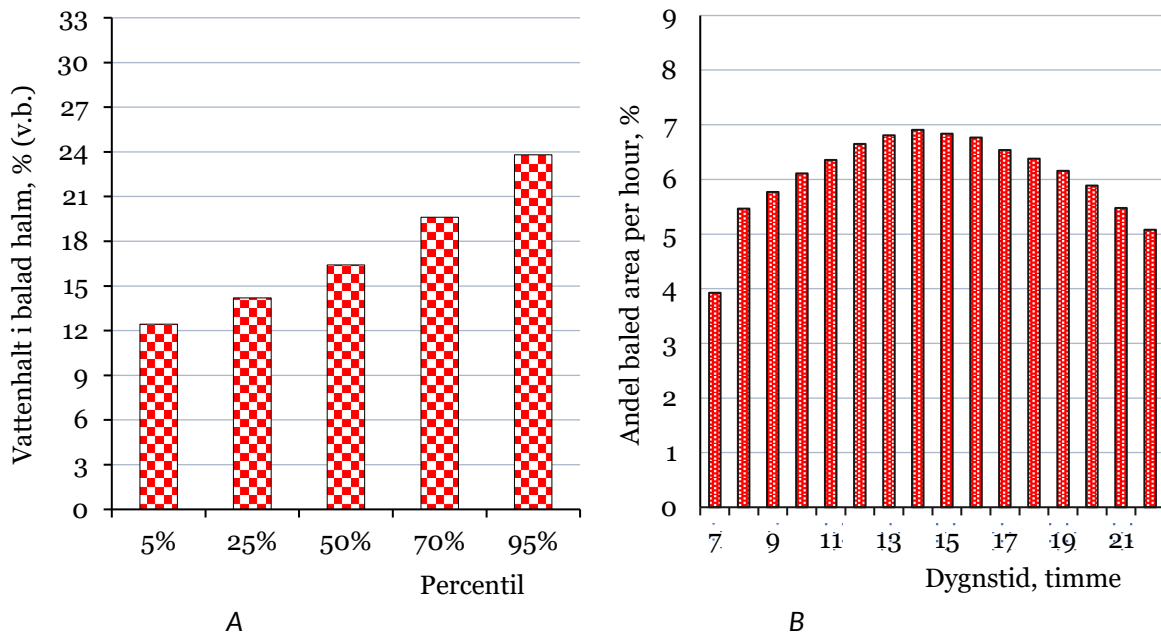 Vattenhalt i balad halm, % (v.b.)
33
30
27
24
21
18
15
12
9
6
3
0
5% 25% 50% 70% 95%
Percentil
A
Andel baled area per hour, %
9
8
7
6
5
4
3
2
1
0
7 9 11 13 15 17 19 21
Dygnstid, timme
B